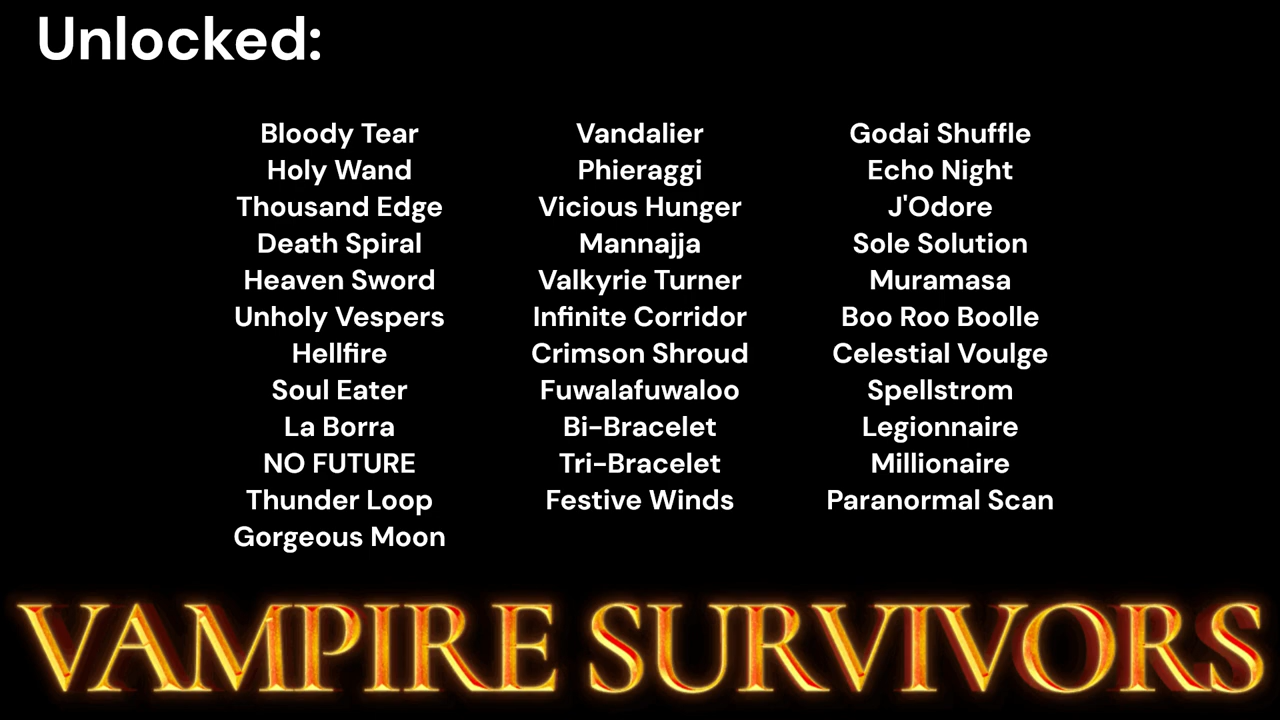 Unlocked:
Bloody Tear
Holy Wand
Thousand Edge
Death Spiral
Heaven Sword
Unholy Vespers
Hellfire
Soul Eater
La Borra
NO FUTURE
Thunder Loop
Gorgeous Moon
Vandalier
Phieraggi
Vicious Hunger
Mannajja
Valkyrie Turner
Infinite Corridor
Crimson Shroud
Fuwalafuwaloo
Bi-Bracelet
Tri-Bracelet
Festive Winds
Godai Shuffle
Echo Night
J'Odore
Sole Solution
Muramasa
Boo Roo Boolle
Celestial Voulge
Spellstrom
Legionnaire
Millionaire
Paranormal Scan
VAMPIRE SURVIVORS